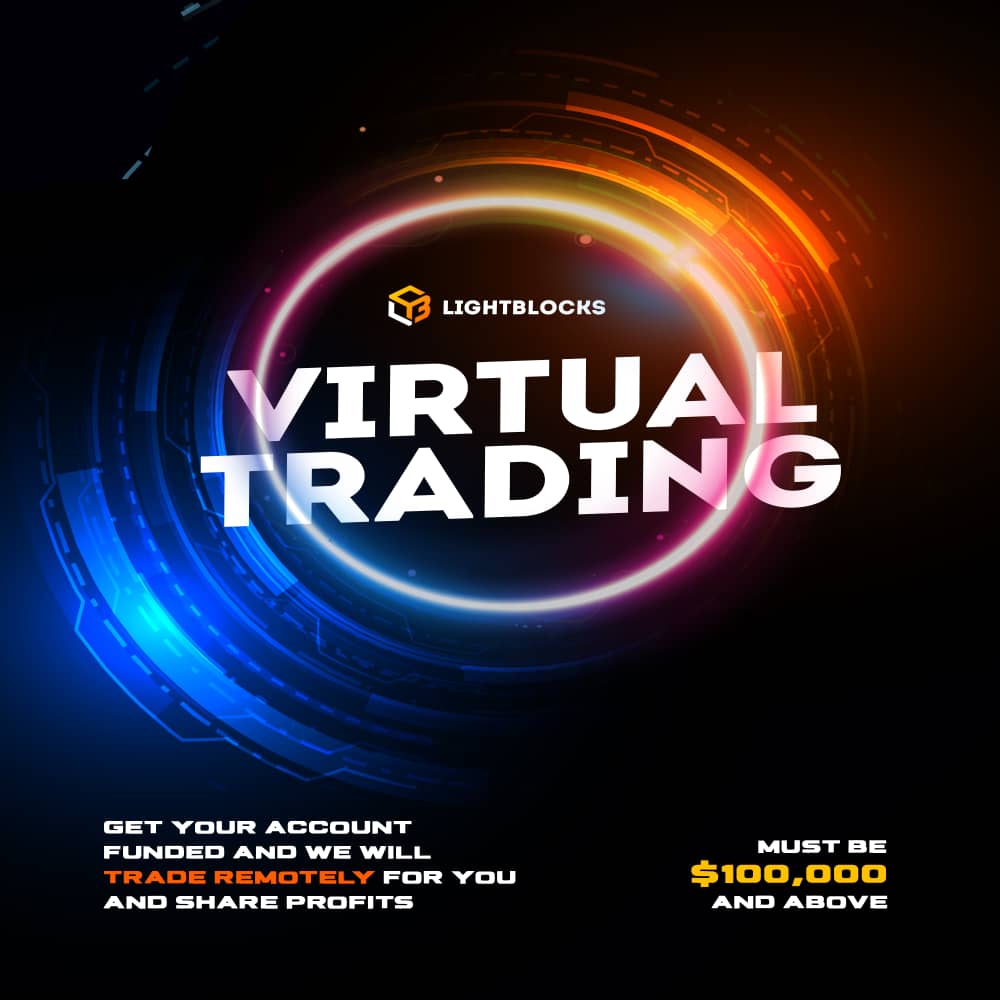 LIGHTBLOCKS
VIRTUAL
TRADING
GET YOUR ACCOUNT
FUNDED AND WE WILL
TRADE REMOTELY FOR YOU
AND SHARE PROFITS
MUST BE
$100,000
AND ABOVE